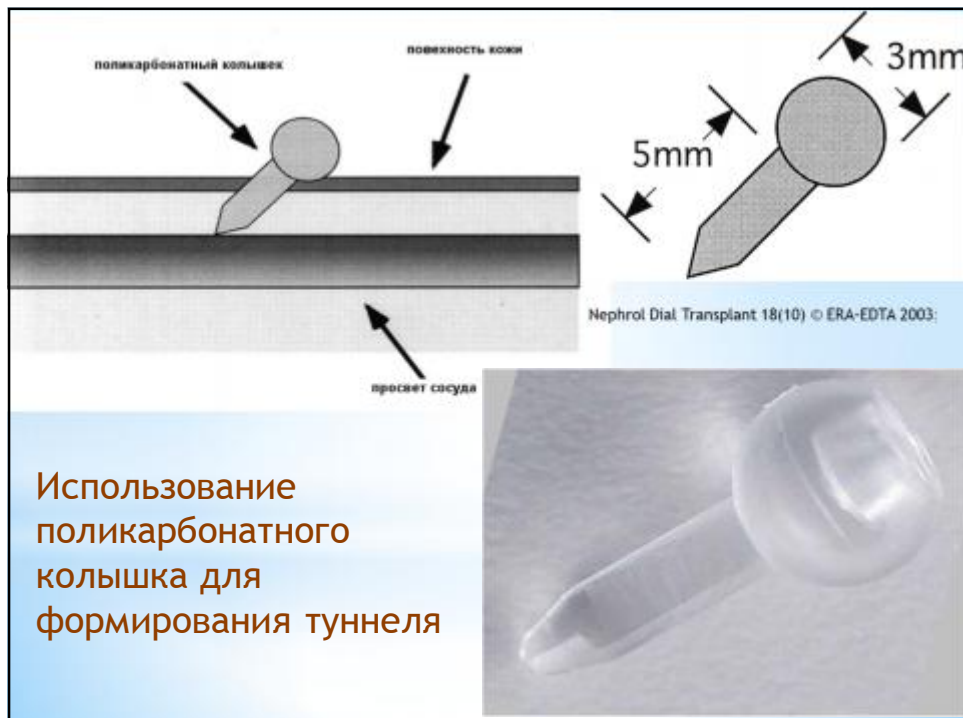 поликарбонатный колышек
повехность кожи
3mm
5mm
Nephrol Dial Transplant 18(10) © ERA-EDTA 2003:
просвет сосуда
Использование
поликарбонатного
колышка для
формирования туннеля